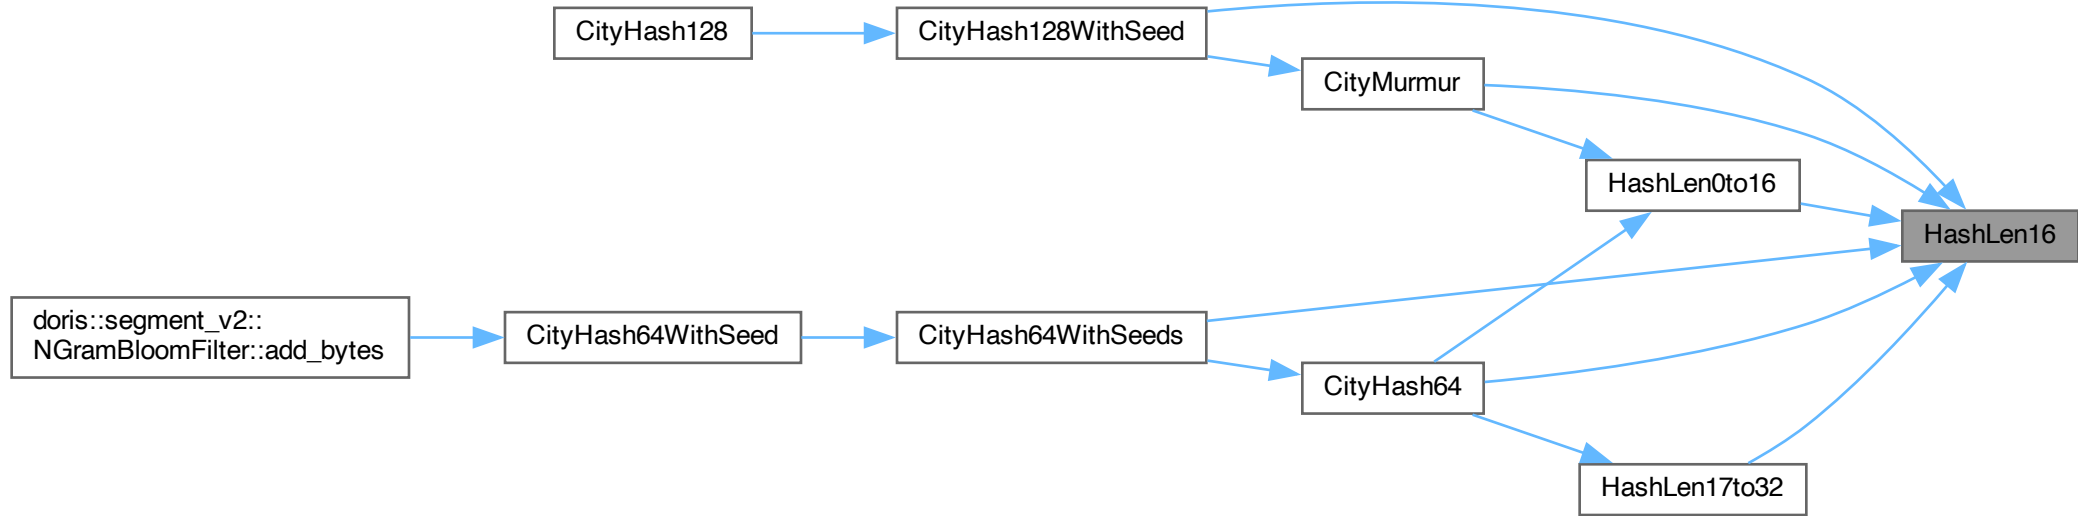 CityHash128
CityHash128WithSeed
CityMurmur
HashLen0to16
HashLen16
doris::segment_v2::
NGramBloomFilter::add_bytes
CityHash64WithSeed
CityHash64WithSeeds
CityHash64
HashLen17to32